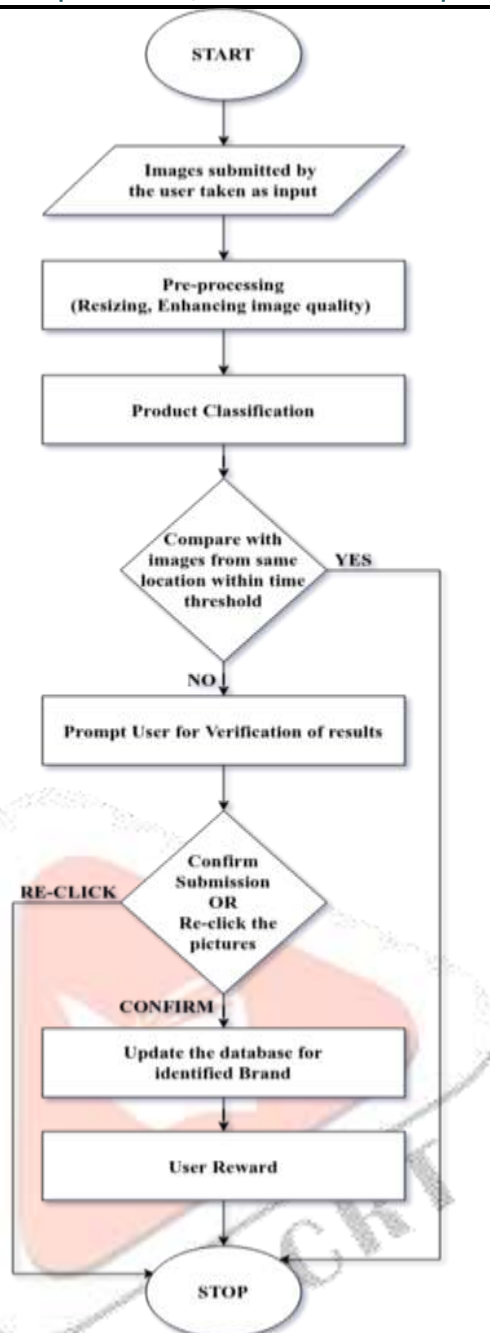 START
Images submitted by
the user taken as input
Pre-processing
(Resizing, Enhancing image quality)
Product Classification
Compare with
images from same
location within time
threshold
YES
NO
Prompt User for Verification of results
Confirm
Submission
OR
Re-click the
pictures
RE-CLICK
CONFIRM
Update the database for
identified Brand
User Reward
STOP